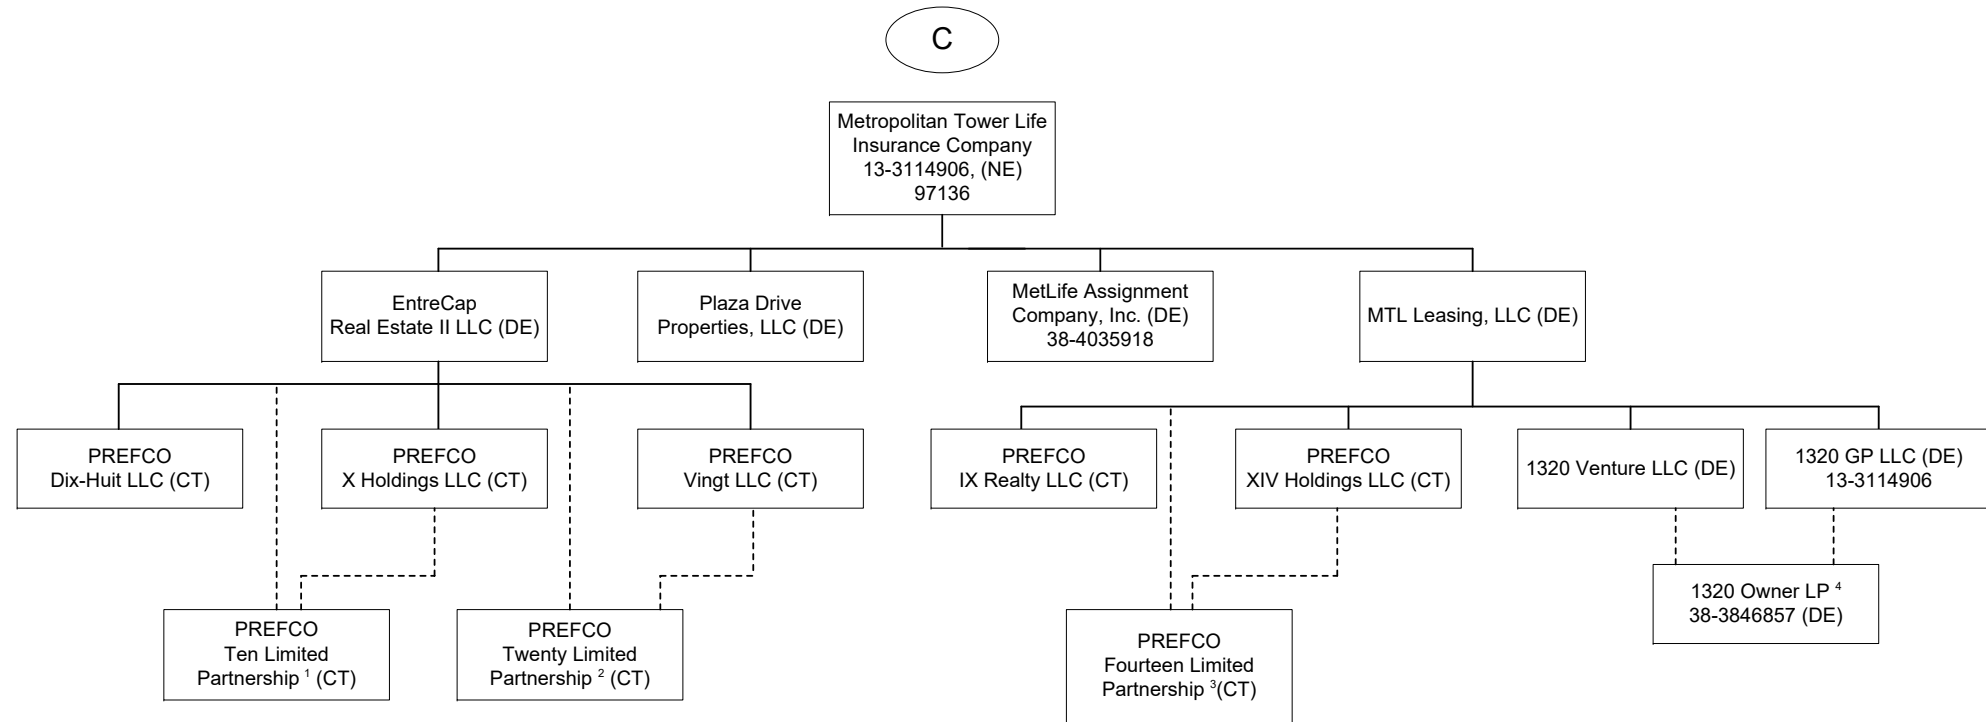 C
Metropolitan Tower Life
Insurance Company
13-3114906, (NE)
97136
EntreCap
Real Estate II LLC (DE)
Plaza Drive
Properties, LLC (DE)
MetLife Assignment
Company, Inc. (DE)
38-4035918
MTL Leasing, LLC (DE)
PREFCO
Dix-Huit LLC (CT)
PREFCO
X Holdings LLC (CT)
PREFCO
Vingt LLC (CT)
PREFCO
IX Realty LLC (CT)
PREFCO
XIV Holdings LLC (CT)
1320 Venture LLC (DE)
1320 GP LLC (DE)
13-3114906
PREFCO
Ten Limited
Partnership ¹ (CT)
PREFCO
Twenty Limited
Partnership ² (CT)
PREFCO
Fourteen Limited
Partnership ³(CT)
1320 Owner LP ⁴
38-3846857 (DE)